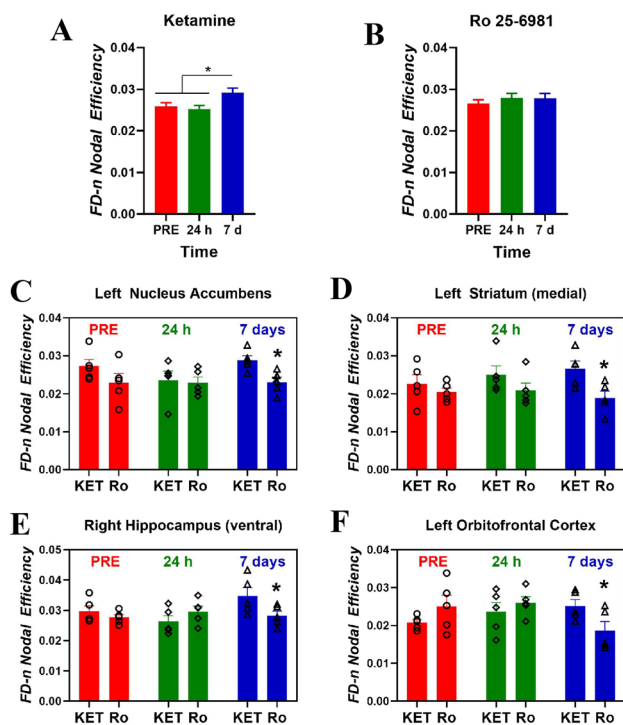 A
Ketamine
FD-n Nodal Efficiency
0.04
0.03
0.02
0.01
0.00
*
PRE 24 h 7 d
Time
B
Ro 25-6981
FD-n Nodal Efficiency
0.04
0.03
0.02
0.01
0.00
PRE 24 h 7 d
Time
C
Left Nucleus Accumbens
FD-n Nodal Efficiency
0.04
0.03
0.02
0.01
0.00
PRE 24 h 7 days
*
KET Ro KET Ro KET Ro
D
Left Striatum (medial)
FD-n Nodal Efficiency
0.04
0.03
0.02
0.01
0.00
PRE 24 h 7 days
*
KET Ro KET Ro KET Ro
E
Right Hippocampus (ventral)
FD-n Nodal Efficiency
0.05
0.04
0.03
0.02
0.01
0.00
PRE 24 h 7 days
*
KET Ro KET Ro KET Ro
F
Left Orbitofrontal Cortex
FD-n Nodal Efficiency
0.04
0.03
0.02
0.01
0.00
PRE 24 h 7 days
*
KET Ro KET Ro KET Ro